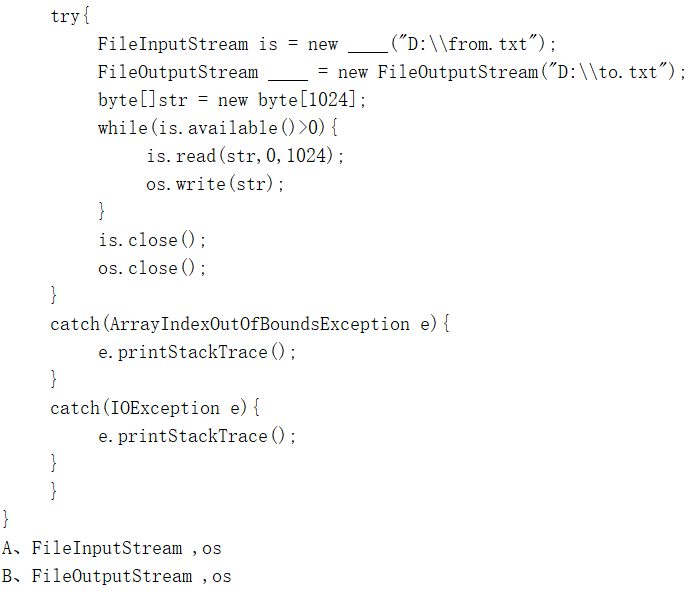 try{
FileInputStream is = new ____("D:\\from.txt");
FileOutputStream ____ = new FileOutputStream("D:\\to.txt");
byte[]str = new byte[1024];
while(is.available()>0){
is.read(str,0,1024);
os.write(str);
}
is.close();
os.close();
}
catch(ArrayIndexOutOfBoundsException e){
e.printStackTrace();
}
catch(IOException e){
e.printStackTrace();
}
}
}
A、FileInputStream ,os
B、FileOutputStream ,os